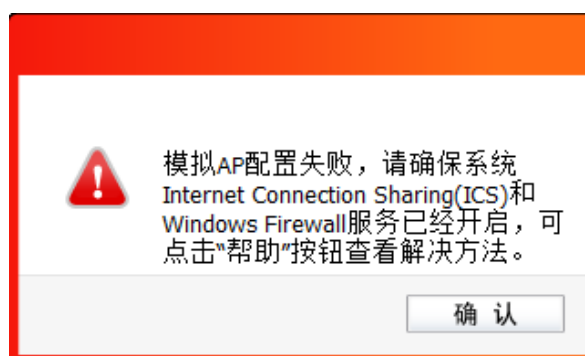 模拟AP配置失败，请确保系统
Internet Connection Sharing(ICS)和
Windows Firewall服务已经开启，可
点击“帮助”按钮查看解决方法。
确 认